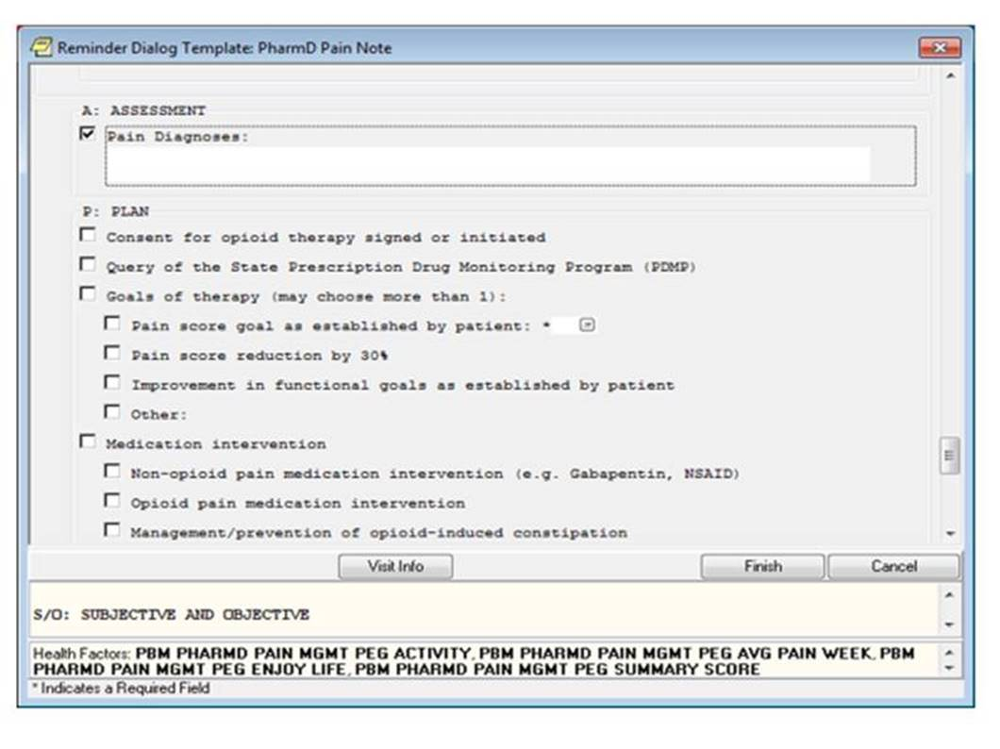 Reminder Dialog Template: PharmD Pain Note
A: ASSESSMENT
Pain Diagnoses:
P: PLAN
Consent for opioid therapy signed or initiated
Query of the State Prescription Drug Monitoring Program (PDMP)
Goals of therapy (may choose more than 1):
Pain score goal as established by patient: *
Pain score reduction by 30%
Improvement in functional goals as established by patient
Other:
Medication intervention
Non-opioid pain medication intervention (e.g. Gabapentin, NSAID)
Opioid pain medication intervention
Management/prevention of opioid-induced constipation
Visit Info Finish Cancel
S/O: SUBJECTIVE AND OBJECTIVE
Health Factors: PBM PHARMD PAIN MGMT PEG ACTIVITY, PBM PHARMD PAIN MGMT PEG AVG PAIN WEEK, PBM
PHARMD PAIN MGMT PEG ENJOY LIFE, PBM PHARMD PAIN MGMT PEG SUMMARY SCORE
* Indicates a Required Field